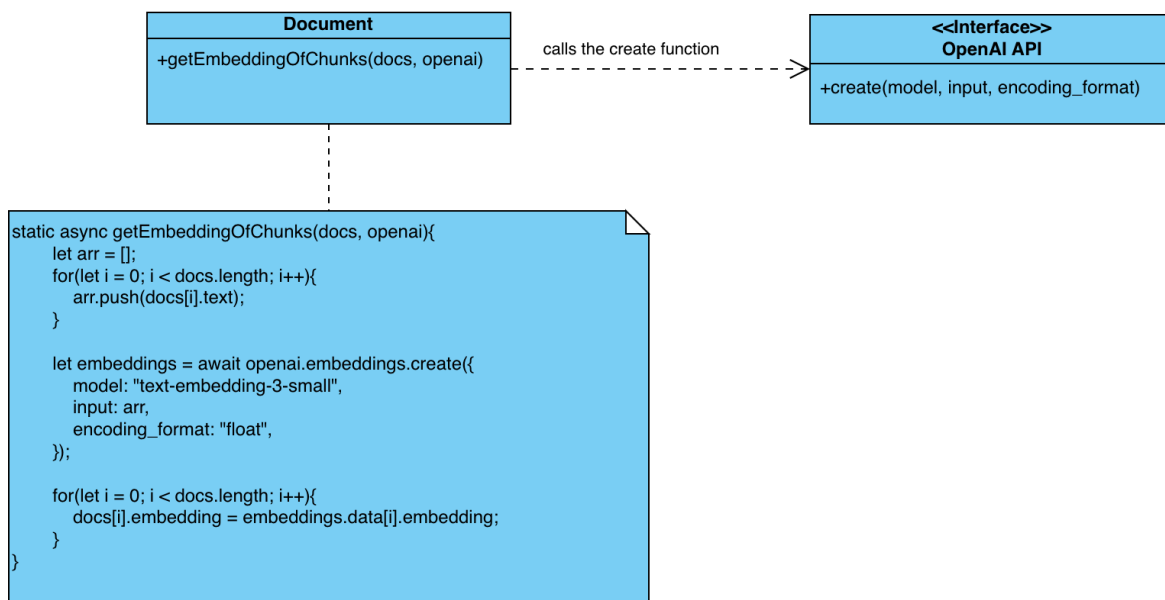 Document
+getEmbeddingOfChunks(docs, openai)
calls the create function
<<Interface>>
OpenAI API
+create(model, input, encoding_format)
static async getEmbeddingOfChunks(docs, openai){
let arr = [];
for(let i = 0; i < docs.length; i++){
arr.push(docs[i].text);
}
let embeddings = await openai.embeddings.create({
model: "text-embedding-3-small",
input: arr,
encoding_format: "float",
});
for(let i = 0; i < docs.length; i++){
docs[i].embedding = embeddings.data[i].embedding;
}
}